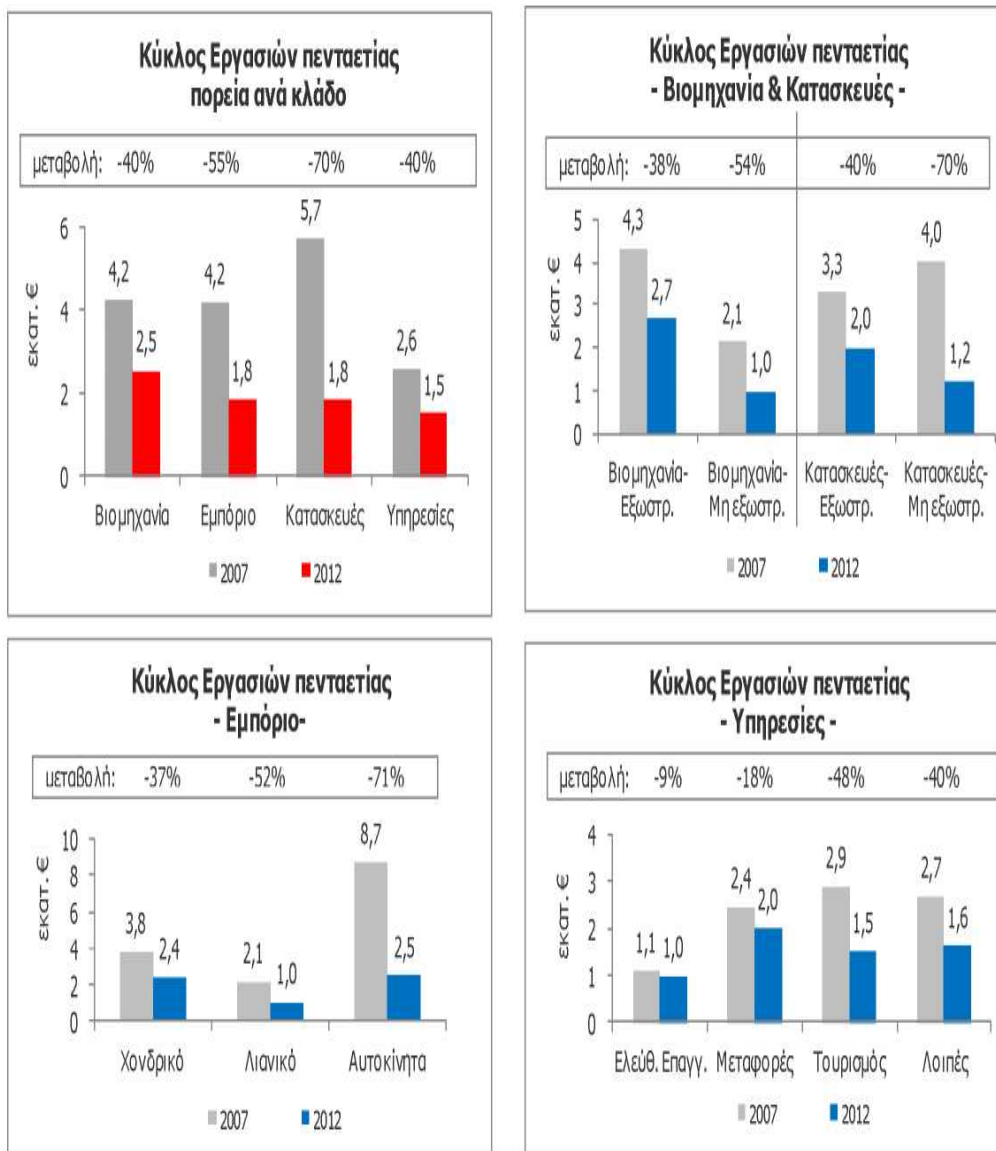 Κύκλος Εργασιών πενταετίας
πορεία ανά κλάδο
μεταβολή: -40% -55% -70% -40%
εκατ. €
6
4
2
0
4,2 2,5 4,2 1,8 5,7 1,8 2,6 1,5
Βιομηχανία Εμπόριο Κατασκευές Υπηρεσίες
2007 2012
Κύκλος Εργασιών πενταετίας
- Βιομηχανία & Κατασκευές -
μεταβολή: -38% -54% -40% -70%
εκατ. €
5
4
3
2
1
0
4,3 2,7 2,1 1,0 3,3 2,0 4,0 1,2
Βιομηχανία- Βιομηχανία- Κατασκευές- Κατασκευές-
Εξωστρ. Μη εξωστρ. Εξωστρ. Μη εξωστρ.
2007 2012
Κύκλος Εργασιών πενταετίας
- Εμπόριο-
μεταβολή: -37% -52% -71%
εκατ. €
10
8
6
4
2
0
3,8 2,4 2,1 1,0 8,7 2,5
Χονδρικό Λιανικό Αυτοκίνητα
2007 2012
Κύκλος Εργασιών πενταετίας
- Υπηρεσίες -
μεταβολή: -9% -18% -48% -40%
εκατ. €
4
3
2
1
0
1,1 1,0 2,4 2,0 2,9 1,5 2,7 1,6
Ελεύθ. Επαγγ. Μεταφορές Τουρισμός Λοιπές
2007 2012